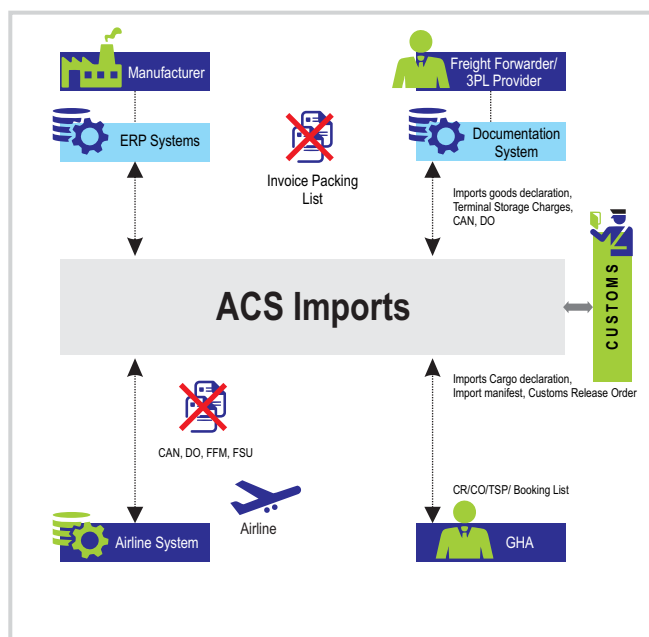 Manufacturer
Freight Forwarder/
3PL Provider
ERP Systems
Documentation
System
Invoice Packing
List
Imports goods declaration,
Terminal Storage Charges,
CAN, DO
ACS Imports
CUSTOMS
Imports Cargo declaration,
Import manifest, Customs Release Order
CAN, DO, FFM, FSU
CR/CO/TSP/ Booking List
Airline
Airline System
GHA